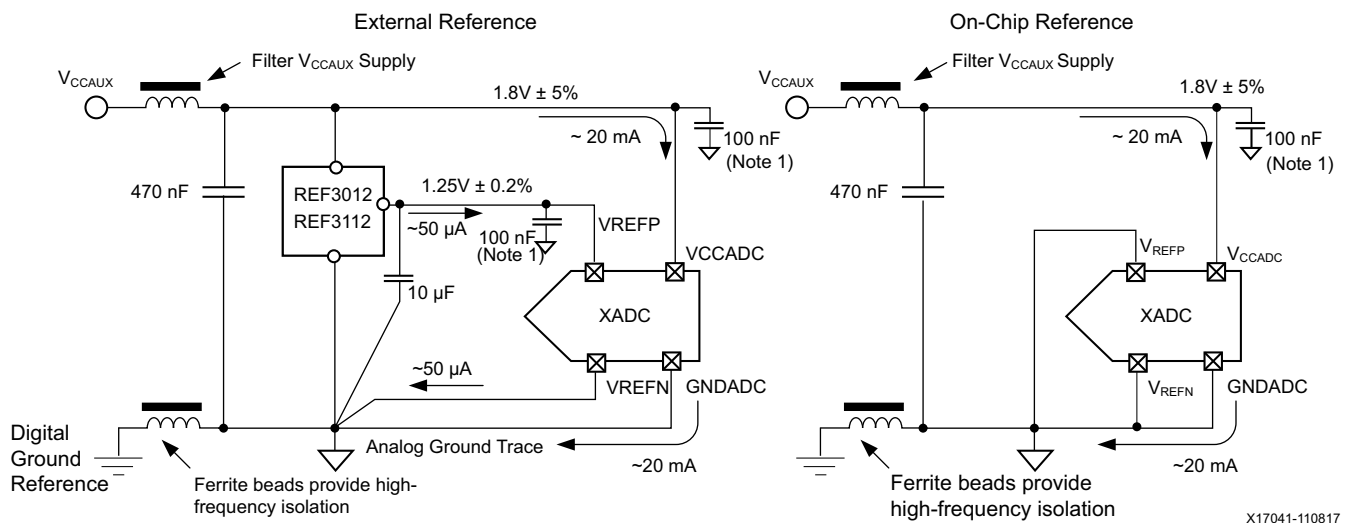 External Reference
Filter VCCAUX Supply
VCCAUX
1.8V ± 5%
~ 20 mA
100 nF
(Note 1)
470 nF
REF3012
REF3112
1.25V ± 0.2%
~50 µA
100 nF
(Note 1)
VREFP
VCCADC
10 µF
XADC
~50 µA
VREFN
GNDADC
Digital
Ground
Reference
Analog Ground Trace
~20 mA
Ferrite beads provide high-
frequency isolation
On-Chip Reference
Filter VCCAUX Supply
VCCAUX
1.8V ± 5%
~ 20 mA
100 nF
(Note 1)
470 nF
VREFP
VCCADC
XADC
VREFN
GNDADC
~20 mA
Ferrite beads provide
high-frequency isolation
X17041-110817